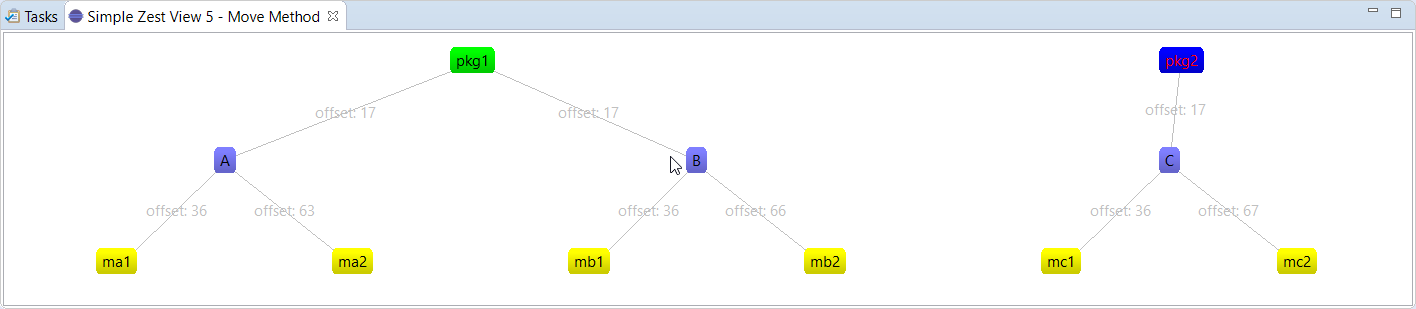 Tasks
Simple Zest View 5 - Move Method
pkg1
pkg2
offset: 17
offset: 17
offset: 17
A
B
C
offset: 36
offset: 63
offset: 36
offset: 66
offset: 36
offset: 67
ma1
ma2
mb1
mb2
mc1
mc2